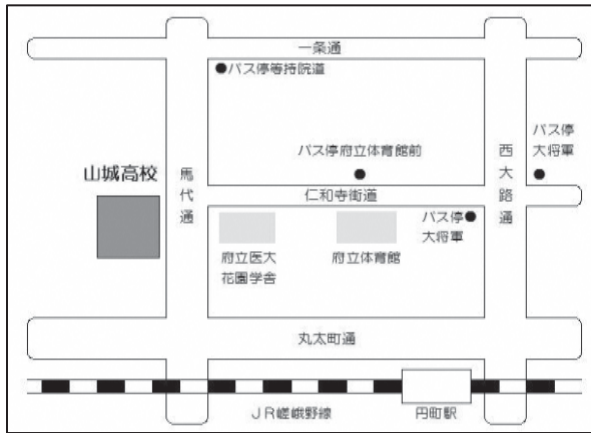 一条通
●バス停等持院道
バス停
大将軍
●
バス停府立体育館前
●
山城高校
馬代通
西大路通
仁和寺街道
バス停●
大将軍
府立医大
花園学舎
府立体育館
丸太町通
JR嵯峨野線
円町駅